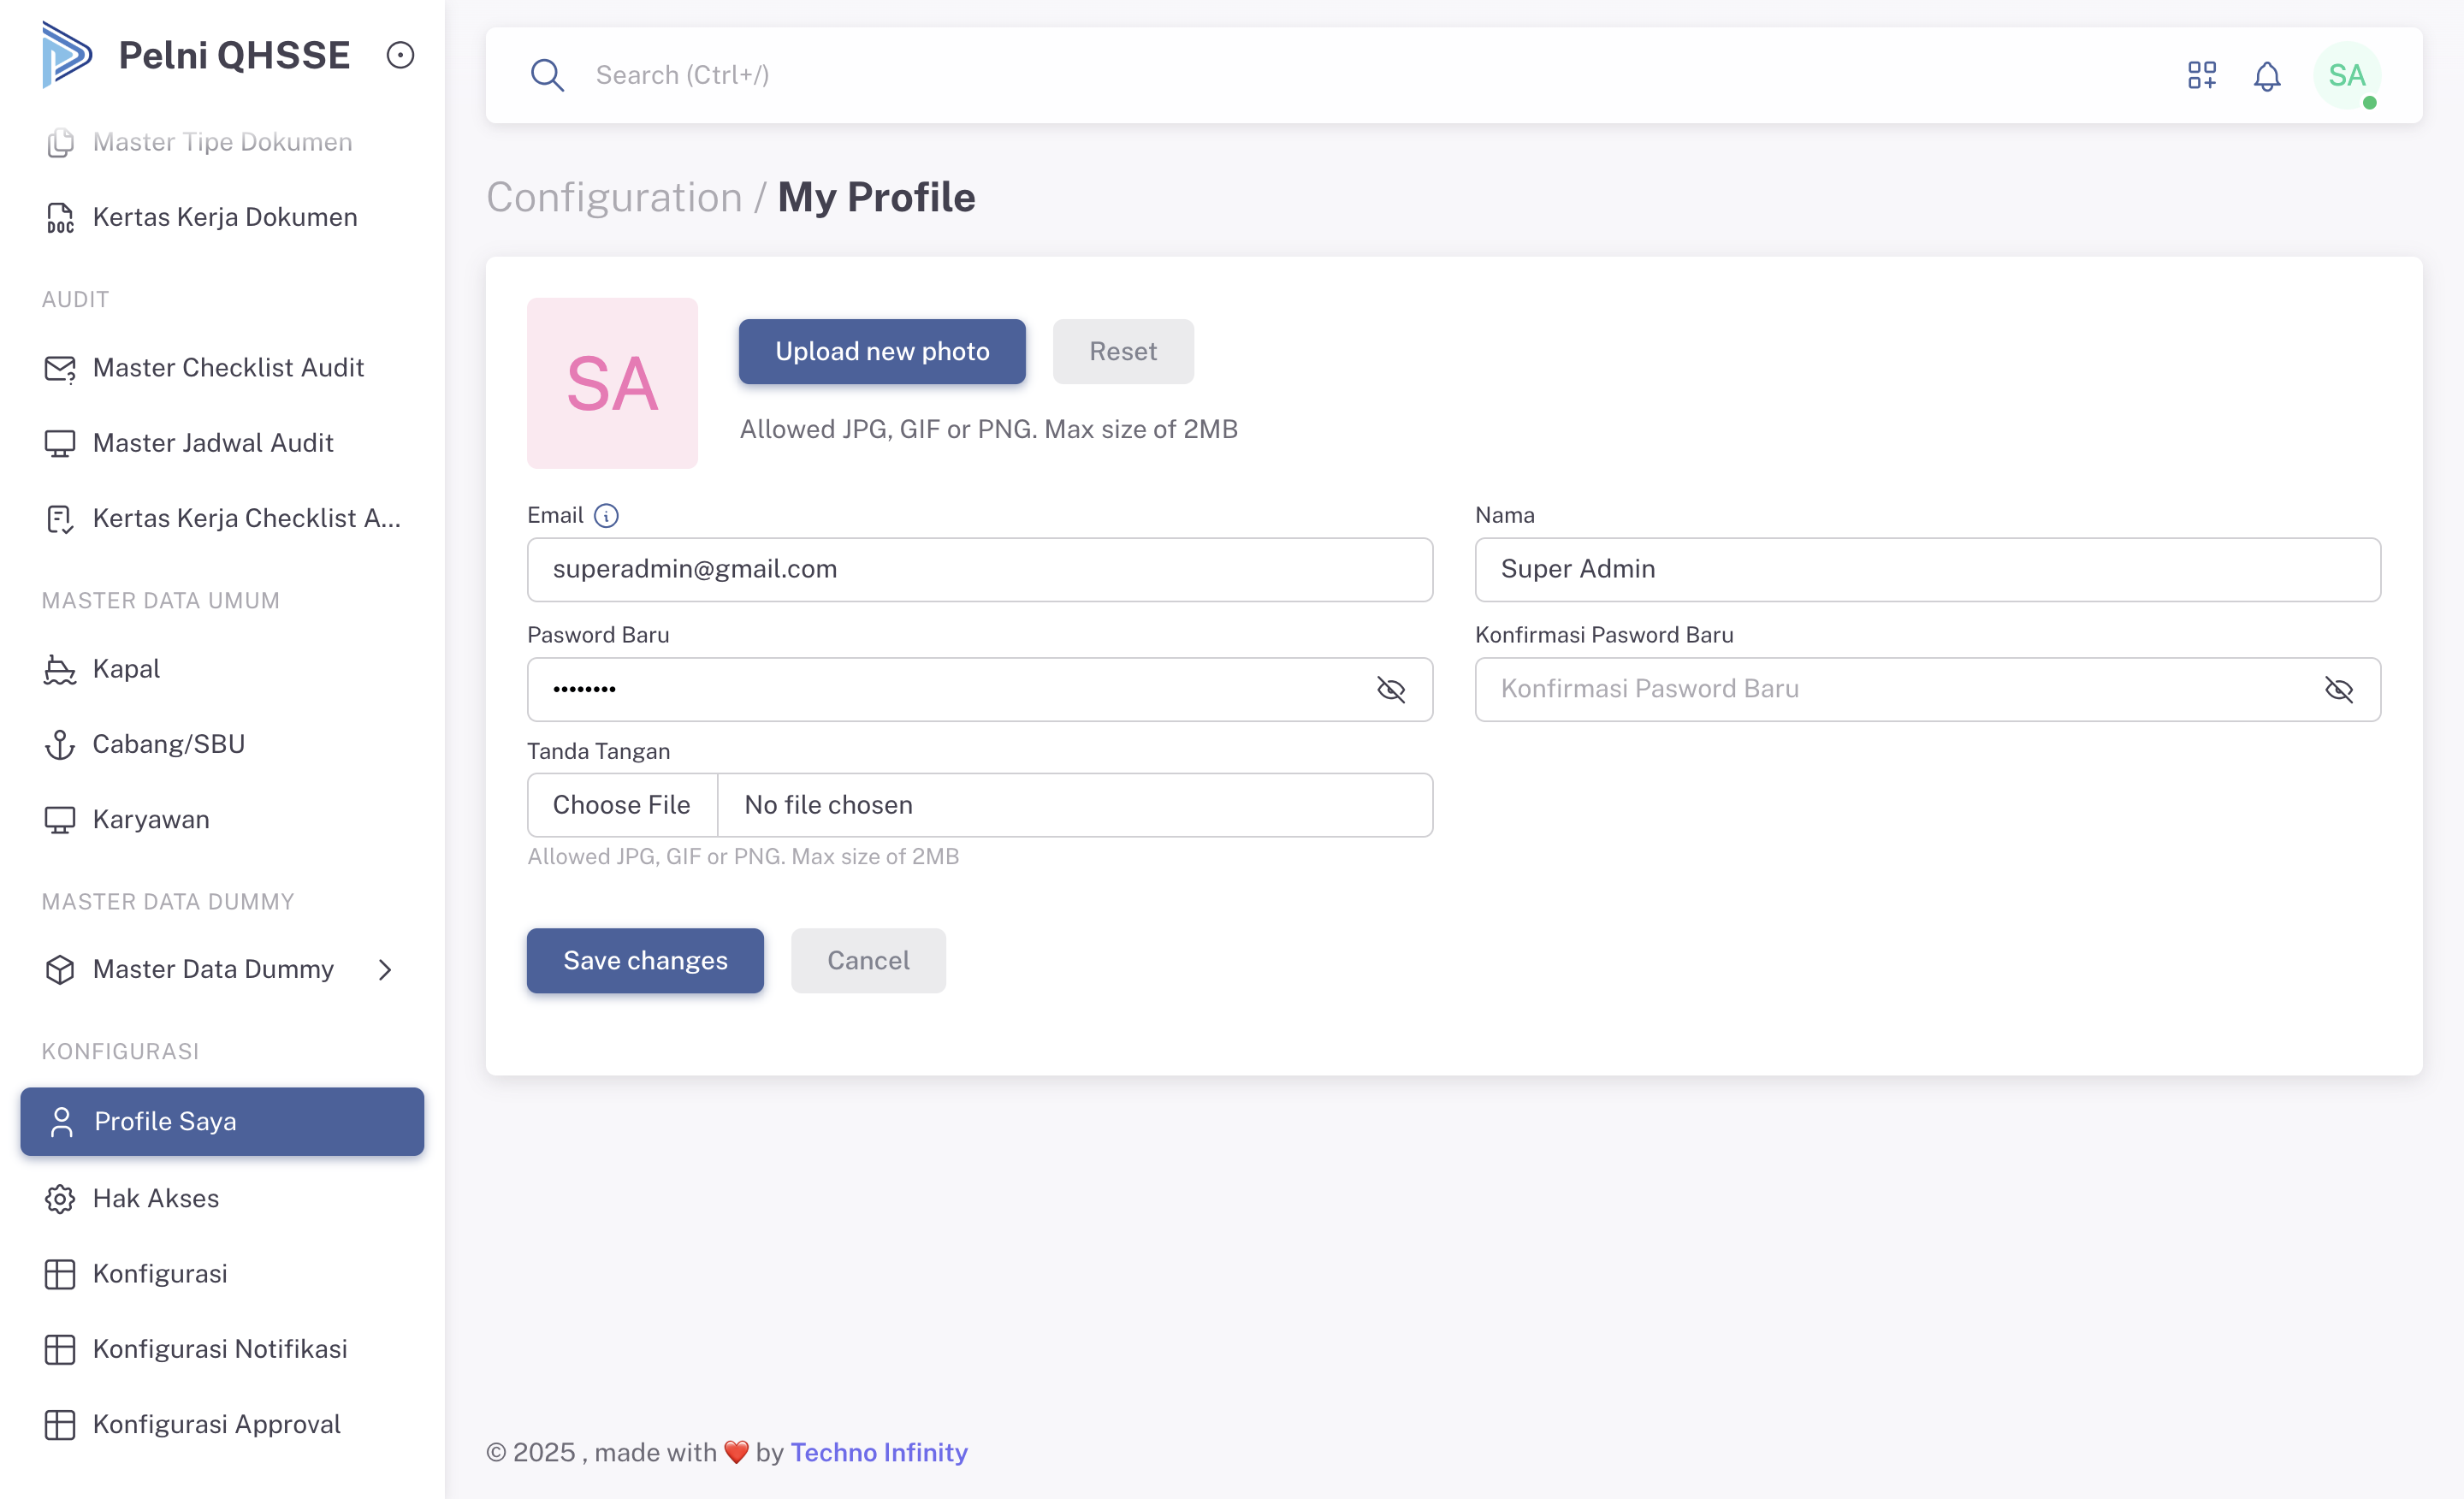 Pelni QHSSE
Master Tipe Dokumen
DOC
Kertas Kerja Dokumen
AUDIT
Master Checklist Audit
Master Jadwal Audit
Kertas Kerja Checklist A...
MASTER DATA UMUM
Kapal
Cabang/SBU
Karyawan
MASTER DATA DUMMY
Master Data Dummy
KONFIGURASI
Profile Saya
Hak Akses
Konfigurasi
Konfigurasi Notifikasi
Konfigurasi Approval
Search (Ctrl+/)
SA
Configuration / My Profile
SA
Upload new photo
Reset
Allowed JPG, GIF or PNG. Max size of 2MB
Email
superadmin@gmail.com
Nama
Super Admin
Pasword Baru
••••••••
Konfirmasi Pasword Baru
Konfirmasi Pasword Baru
Tanda Tangan
Choose File
No file chosen
Allowed JPG, GIF or PNG. Max size of 2MB
Save changes
Cancel
© 2025 , made with ❤️ by Techno Infinity